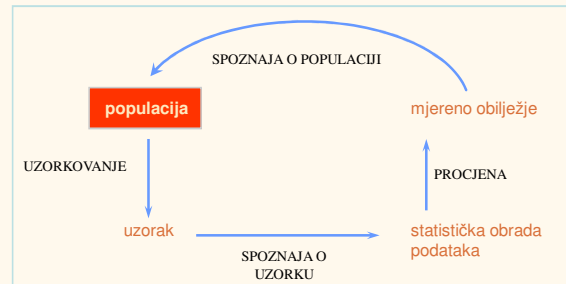 SPOZNAJA O POPULACIJI
populacija
mjereno obilježje
UZORKOVANJE
PROCJENA
uzorak
statistička obrada
podataka
SPOZNAJA O
UZORKU